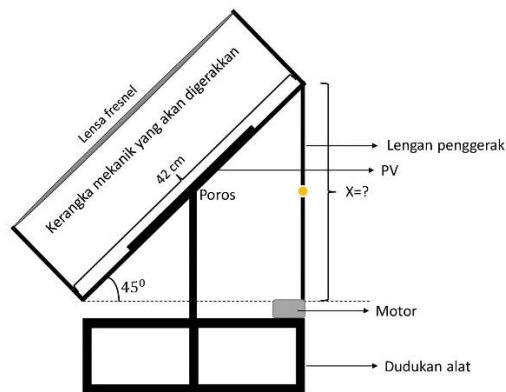 Lensa fresnel
Kerangka mekanik yang akan digerakkan
42 cm
Lengan penggerak
PV
Poros
X=?
45⁰
Motor
Dudukan alat